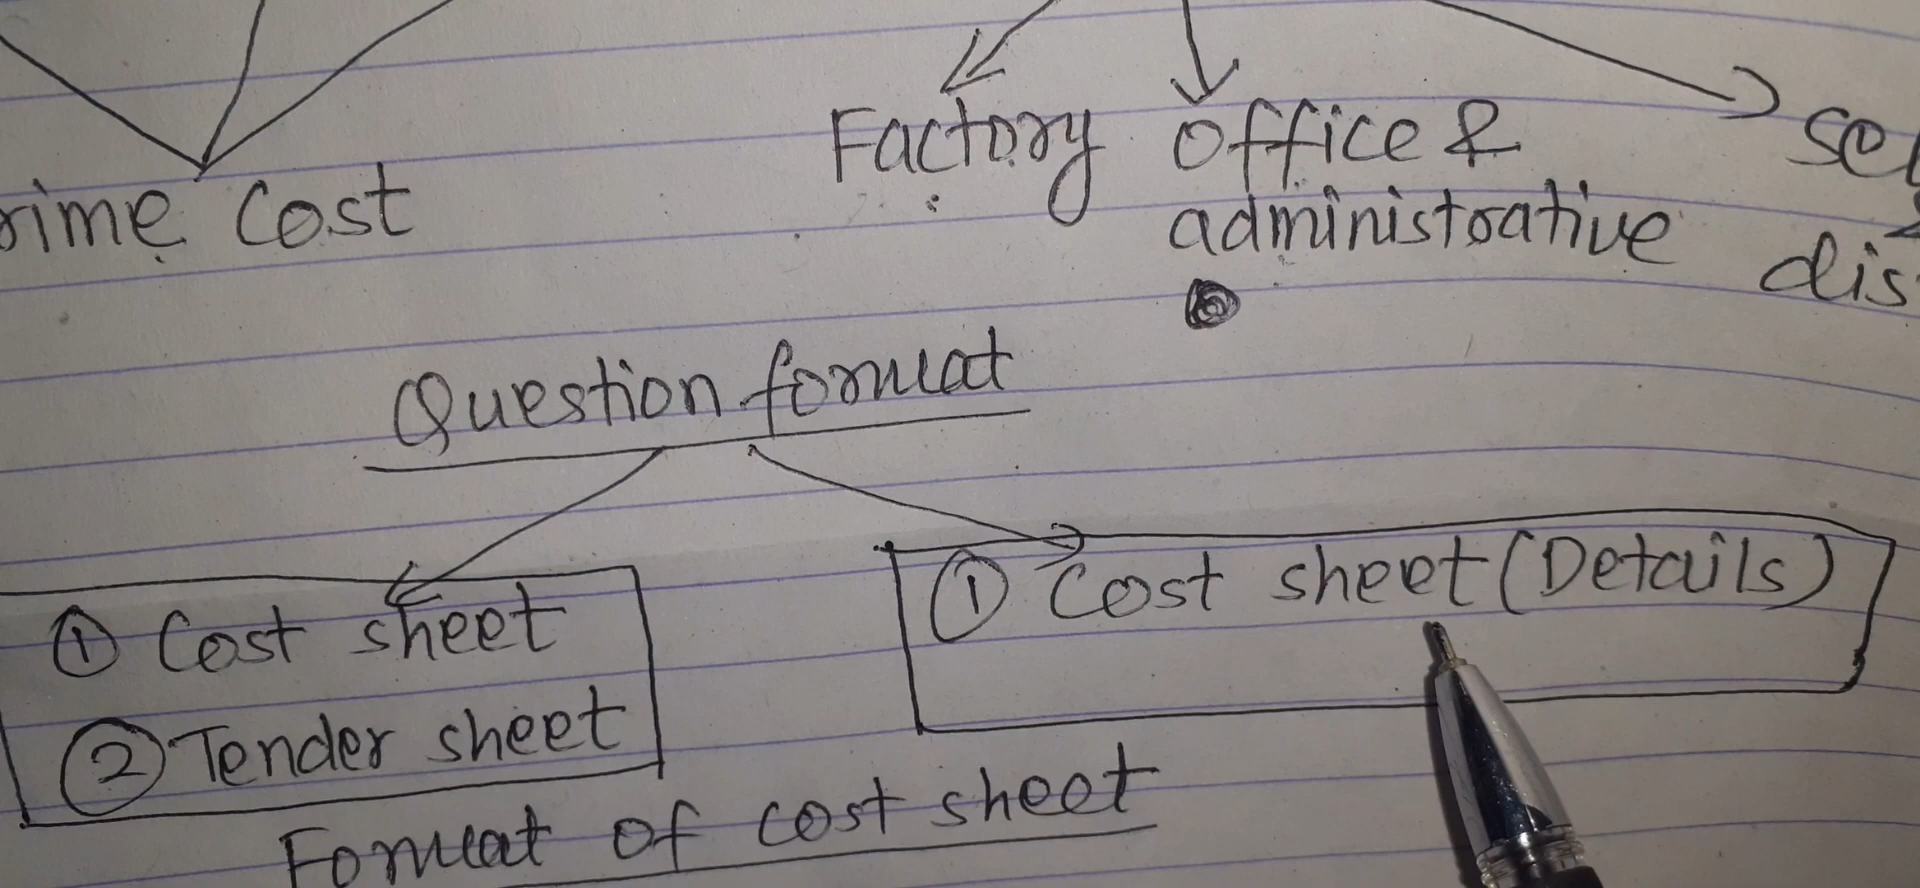 Factory office &
administrative
rime Cost
Question format
① Cost sheet
② Tender sheet
① Cost sheet (Details)
Format of cost sheet